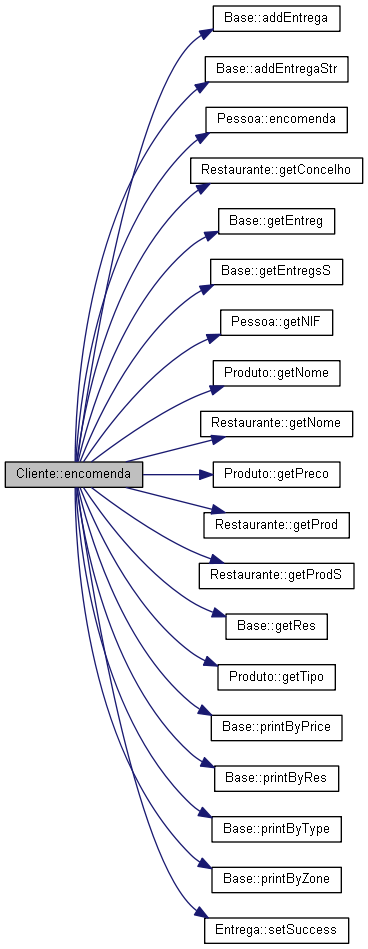 Base::addEntrega
Base::addEntregaStr
Pessoa::encomenda
Restaurante::getConcelho
Base::getEntreg
Base::getEntregsS
Pessoa::getNIF
Produto::getNome
Restaurante::getNome
Cliente::encomenda
Produto::getPreco
Restaurante::getProd
Restaurante::getProdS
Base::getRes
Produto::getTipo
Base::printByPrice
Base::printByRes
Base::printByType
Base::printByZone
Entrega::setSuccess